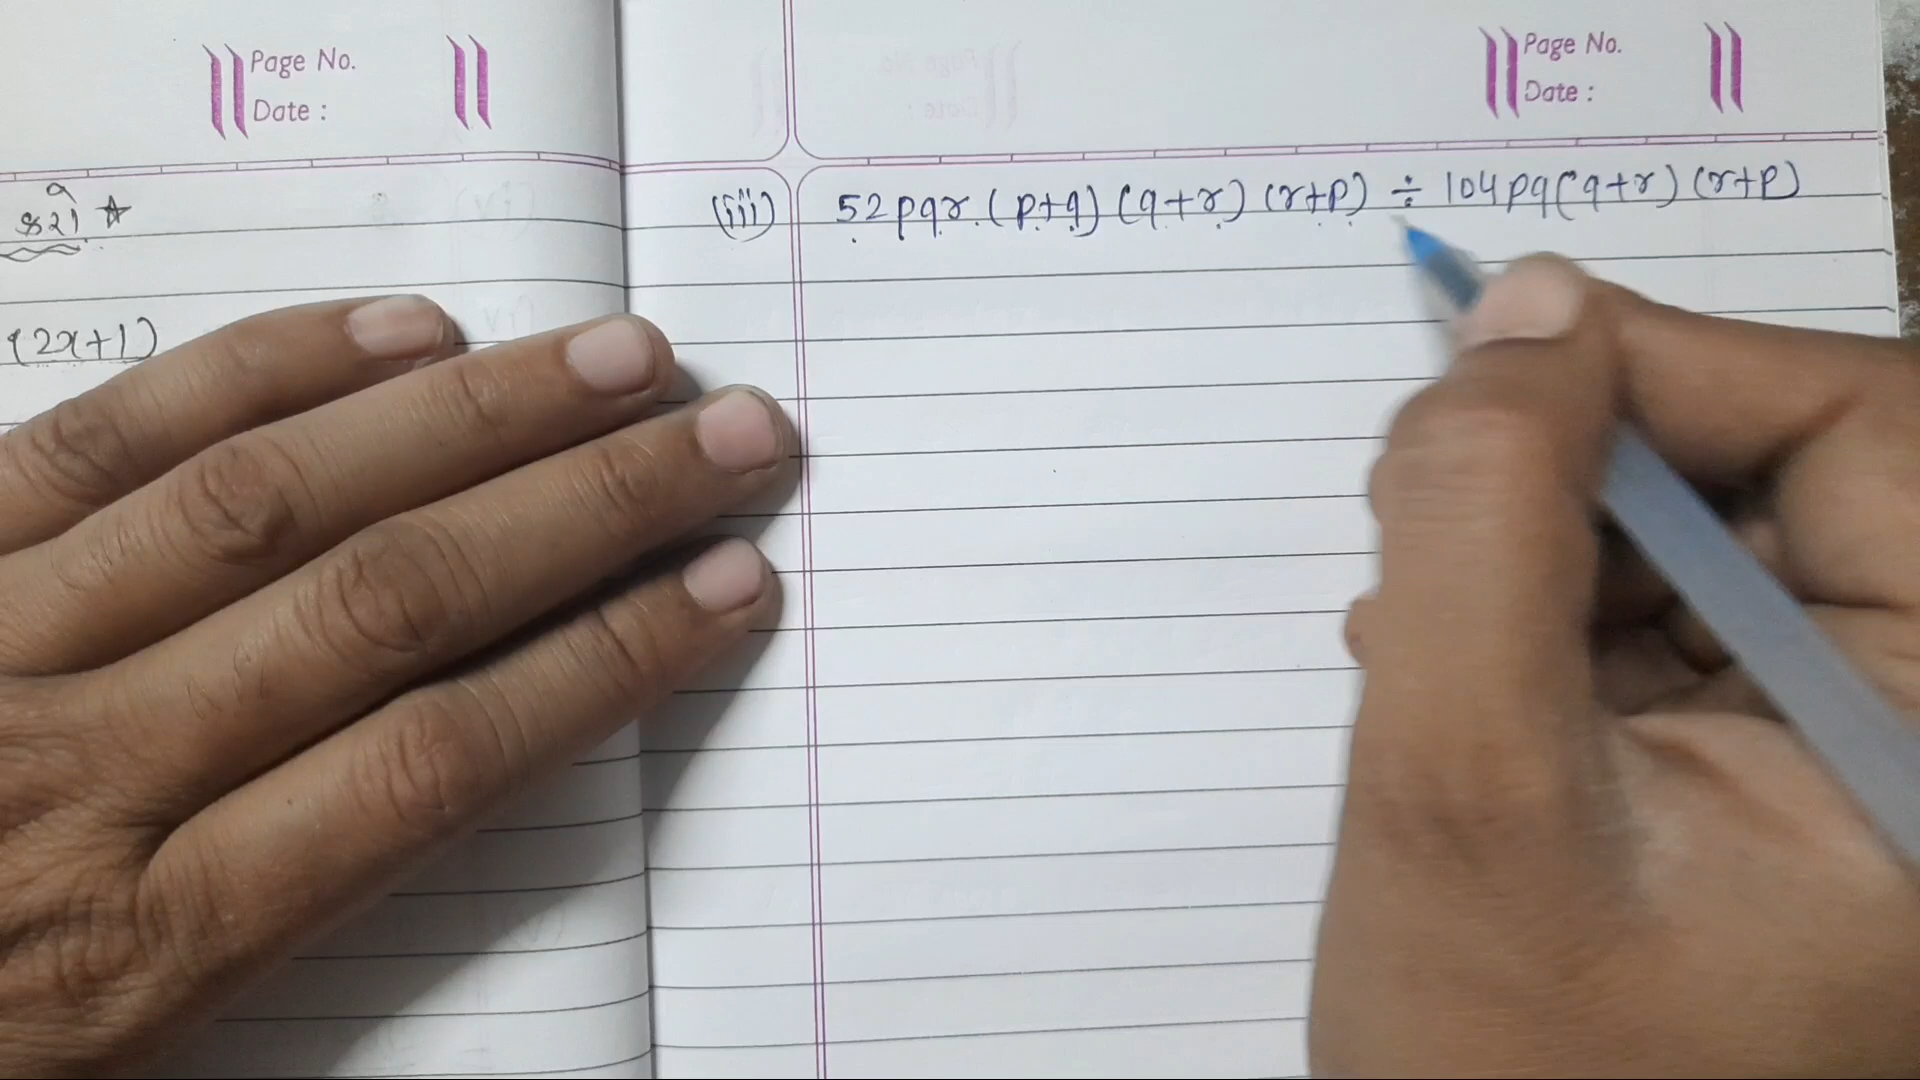 Page No.
Date :
(2x+1)
Page No.
Date :
(iii) 52pqr (p+q) (q+r) (r+p) ÷ 104pq(q+r) (r+p)